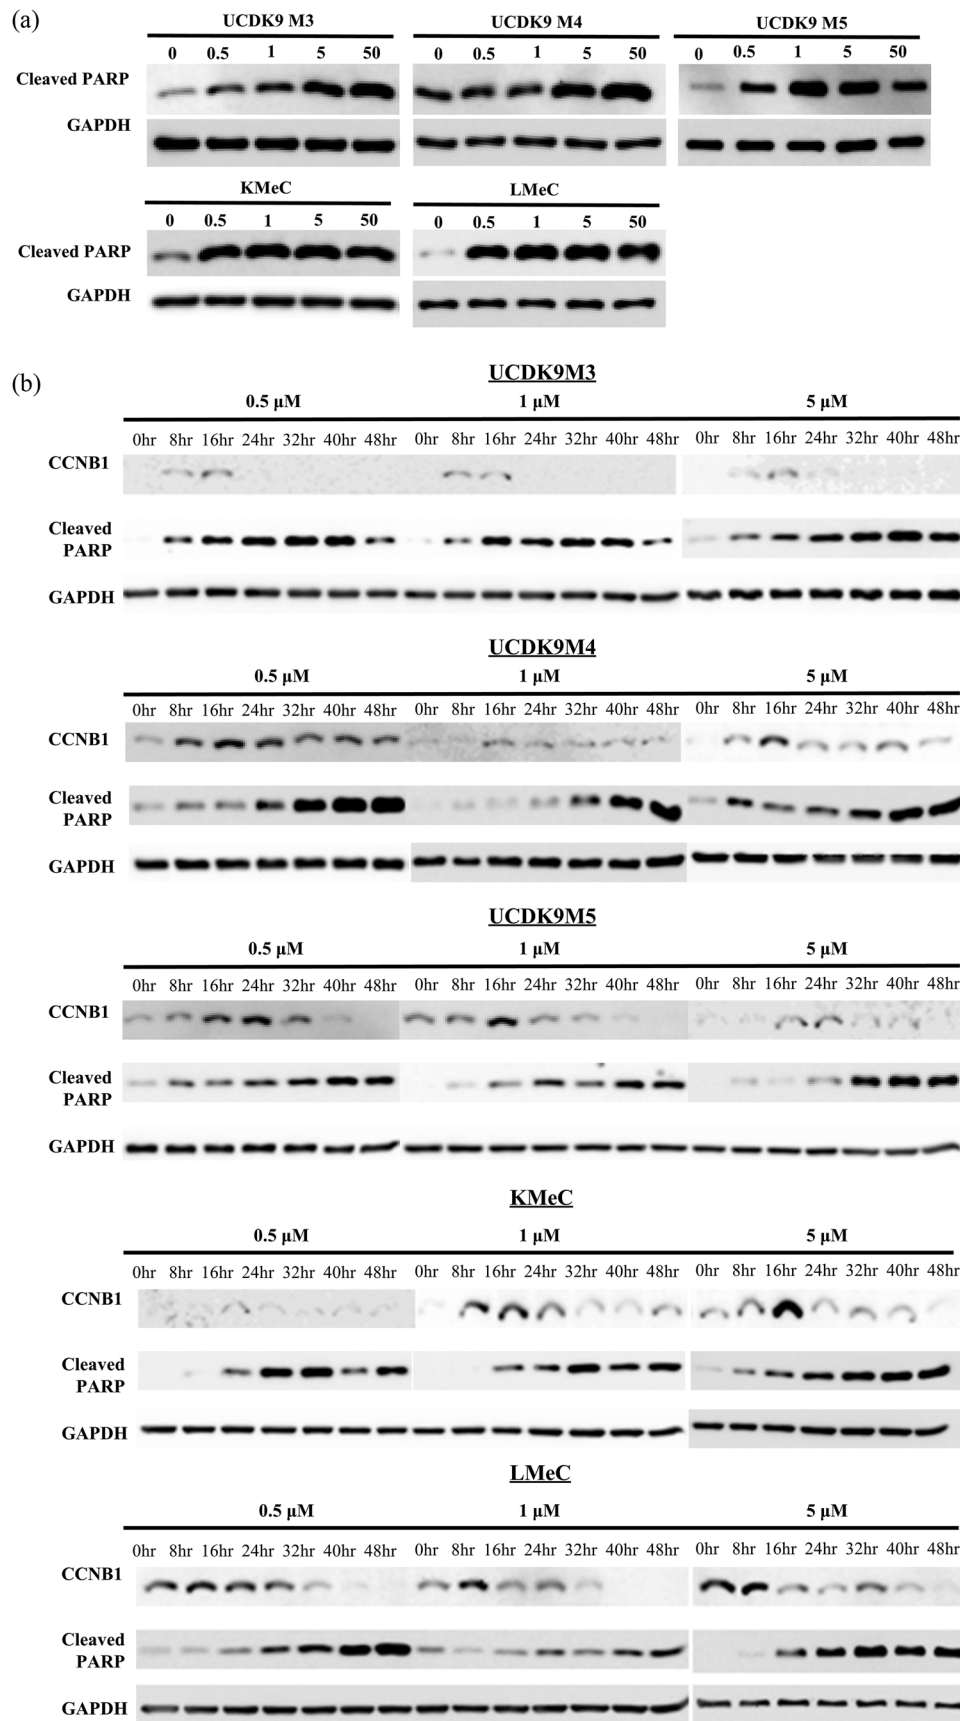 (a)
UCDK9 M3 UCDK9 M4 UCDK9 M5
0 0.5 1 5 50 0 0.5 1 5 50 0 0.5 1 5 50
Cleaved PARP
GAPDH
KMeC LMeC
0 0.5 1 5 50 0 0.5 1 5 50
Cleaved PARP
GAPDH
(b)
UCDK9M3
0.5 µM 1 µM 5 µM
0hr 8hr 16hr 24hr 32hr 40hr 48hr 0hr 8hr 16hr 24hr 32hr 40hr 48hr 0hr 8hr 16hr 24hr 32hr 40hr 48hr
CCNB1
Cleaved
PARP
GAPDH
UCDK9M4
0.5 µM 1 µM 5 µM
0hr 8hr 16hr 24hr 32hr 40hr 48hr 0hr 8hr 16hr 24hr 32hr 40hr 48hr 0hr 8hr 16hr 24hr 32hr 40hr 48hr
CCNB1
Cleaved
PARP
GAPDH
UCDK9M5
0.5 µM 1 µM 5 µM
0hr 8hr 16hr 24hr 32hr 40hr 48hr 0hr 8hr 16hr 24hr 32hr 40hr 48hr 0hr 8hr 16hr 24hr 32hr 40hr 48hr
CCNB1
Cleaved
PARP
GAPDH
KMeC
0.5 µM 1 µM 5 µM
0hr 8hr 16hr 24hr 32hr 40hr 48hr 0hr 8hr 16hr 24hr 32hr 40hr 48hr 0hr 8hr 16hr 24hr 32hr 40hr 48hr
CCNB1
Cleaved
PARP
GAPDH
LMeC
0.5 µM 1 µM 5 µM
0hr 8hr 16hr 24hr 32hr 40hr 48hr 0hr 8hr 16hr 24hr 32hr 40hr 48hr 0hr 8hr 16hr 24hr 32hr 40hr 48hr
CCNB1
Cleaved
PARP
GAPDH